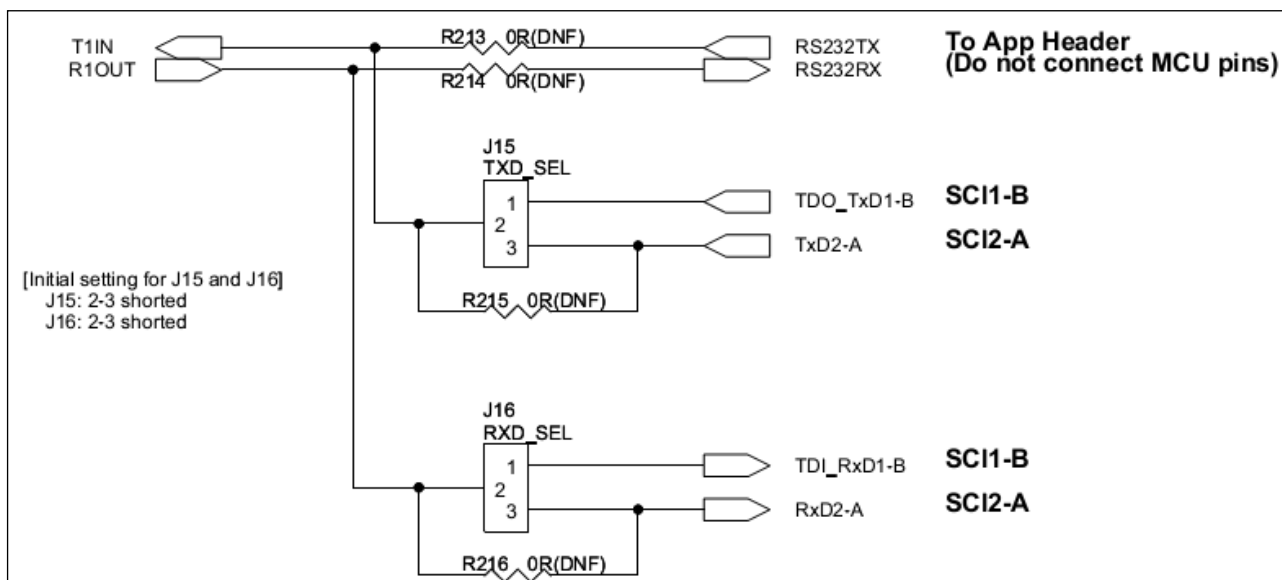 T1IN R213 0R(DNF) RS232TX To App Header
R1OUT R214 0R(DNF) RS232RX (Do not connect MCU pins)
J15
TXD_SEL
1 TDO_TxD1-B SCI1-B
2
3 TxD2-A SCI2-A
[Initial setting for J15 and J16]
J15: 2-3 shorted
J16: 2-3 shorted
R215 0R(DNF)
J16
RXD_SEL
1 TDI_RxD1-B SCI1-B
2
3 RxD2-A SCI2-A
R216 0R(DNF)